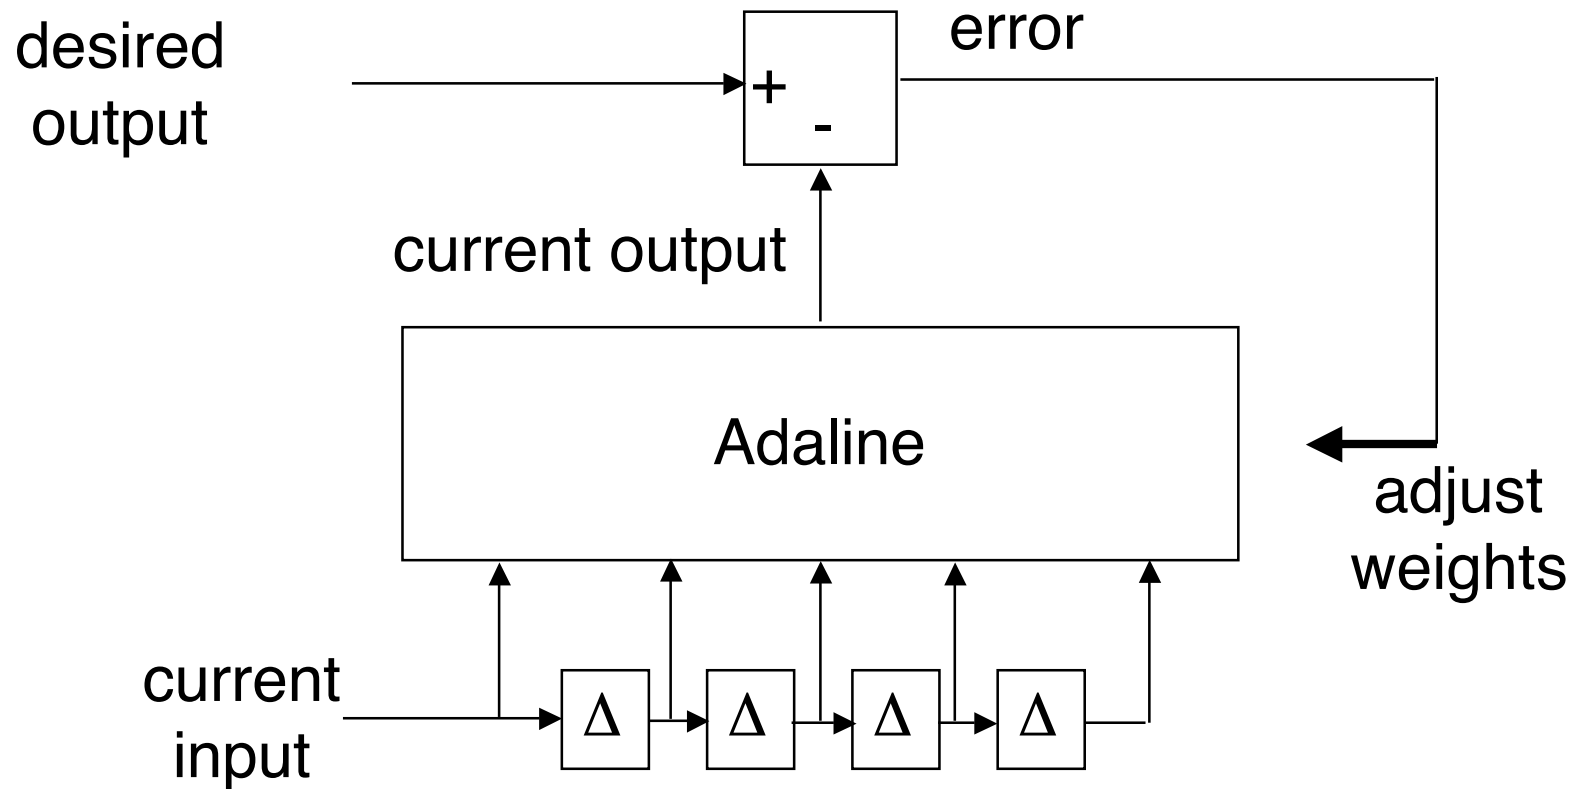 desired
output
+
-
error
current output
Adaline
adjust
weights
current
input
Δ Δ Δ Δ